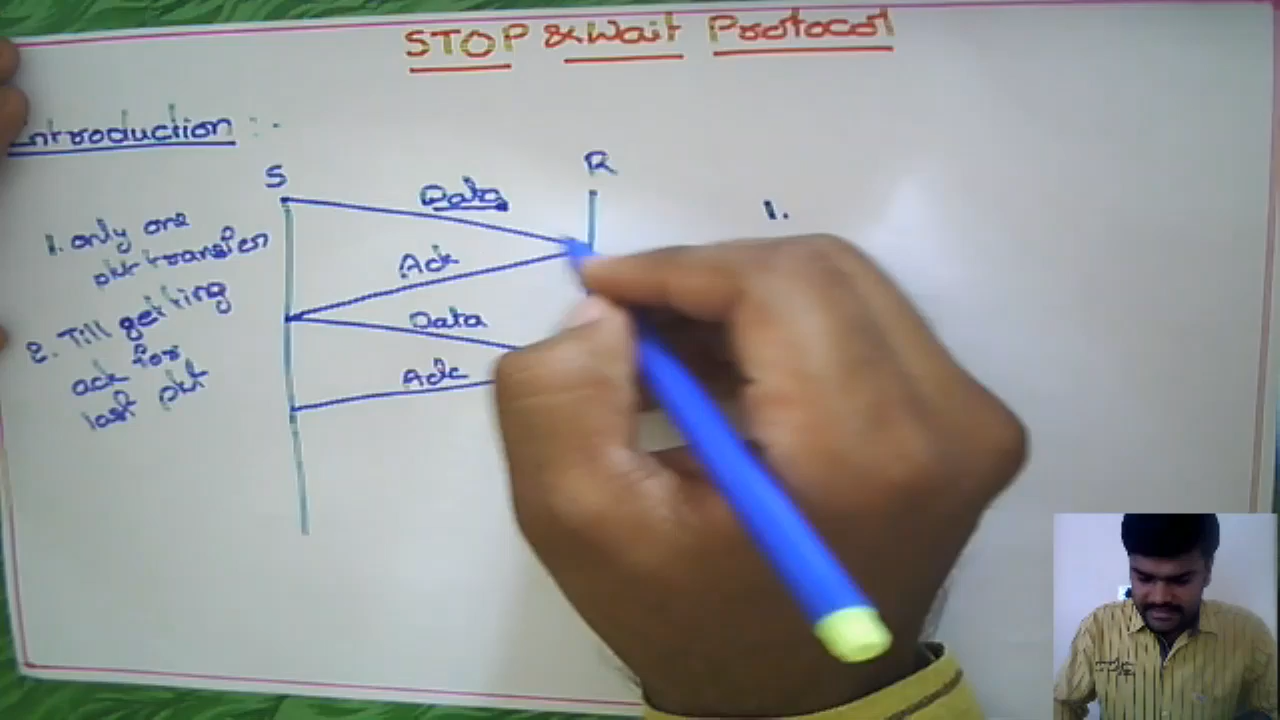 STOP & Wait Protocol
Introduction :-
S
R
Data
1. only one
pkt transfer
Ack
2. Till getting
ack for
last pkt
Data
Ack
1.